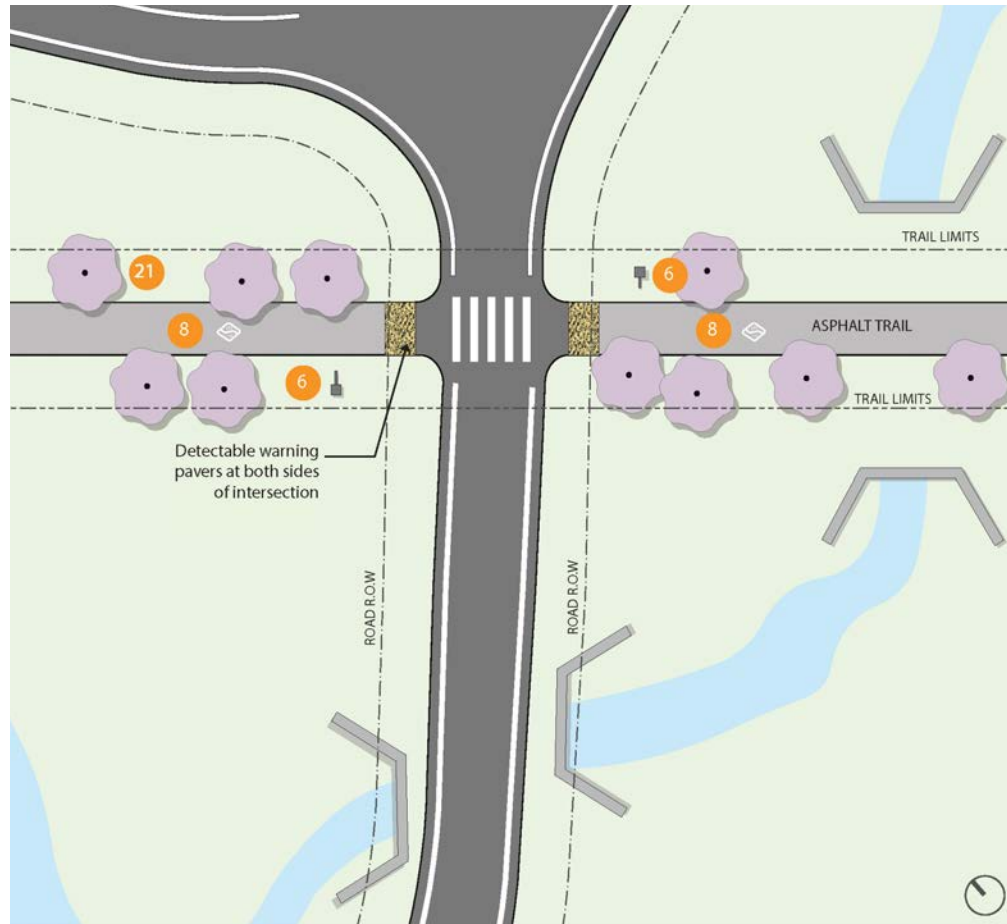 TRAIL LIMITS
21
6
8
8
ASPHALT TRAIL
6
TRAIL LIMITS
Detectable warning
pavers at both sides
of intersection
ROAD R.O.W
ROAD R.O.W